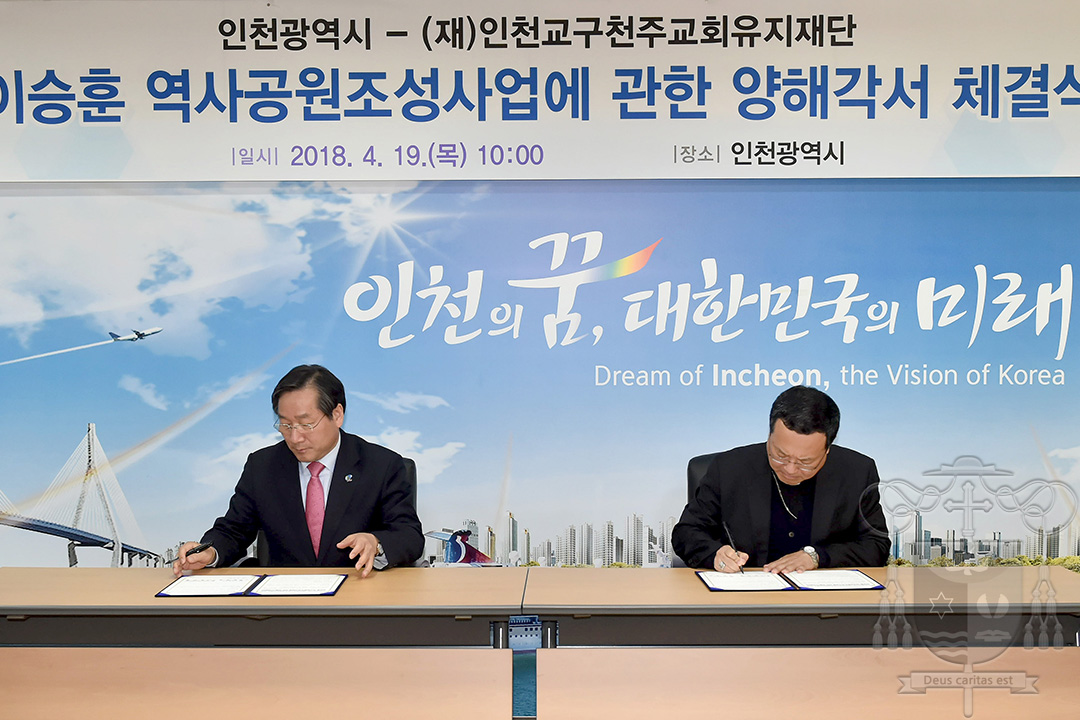 인천광역시 – (재)인천교구천주교회유지재단
이승훈 역사공원조성사업에 관한 양해각서 체결식
|일시| 2018. 4. 19.(목) 10:00 |장소| 인천광역시
인천의 꿈, 대한민국의 미래
Dream of Incheon, the Vision of Korea
Deus caritas est